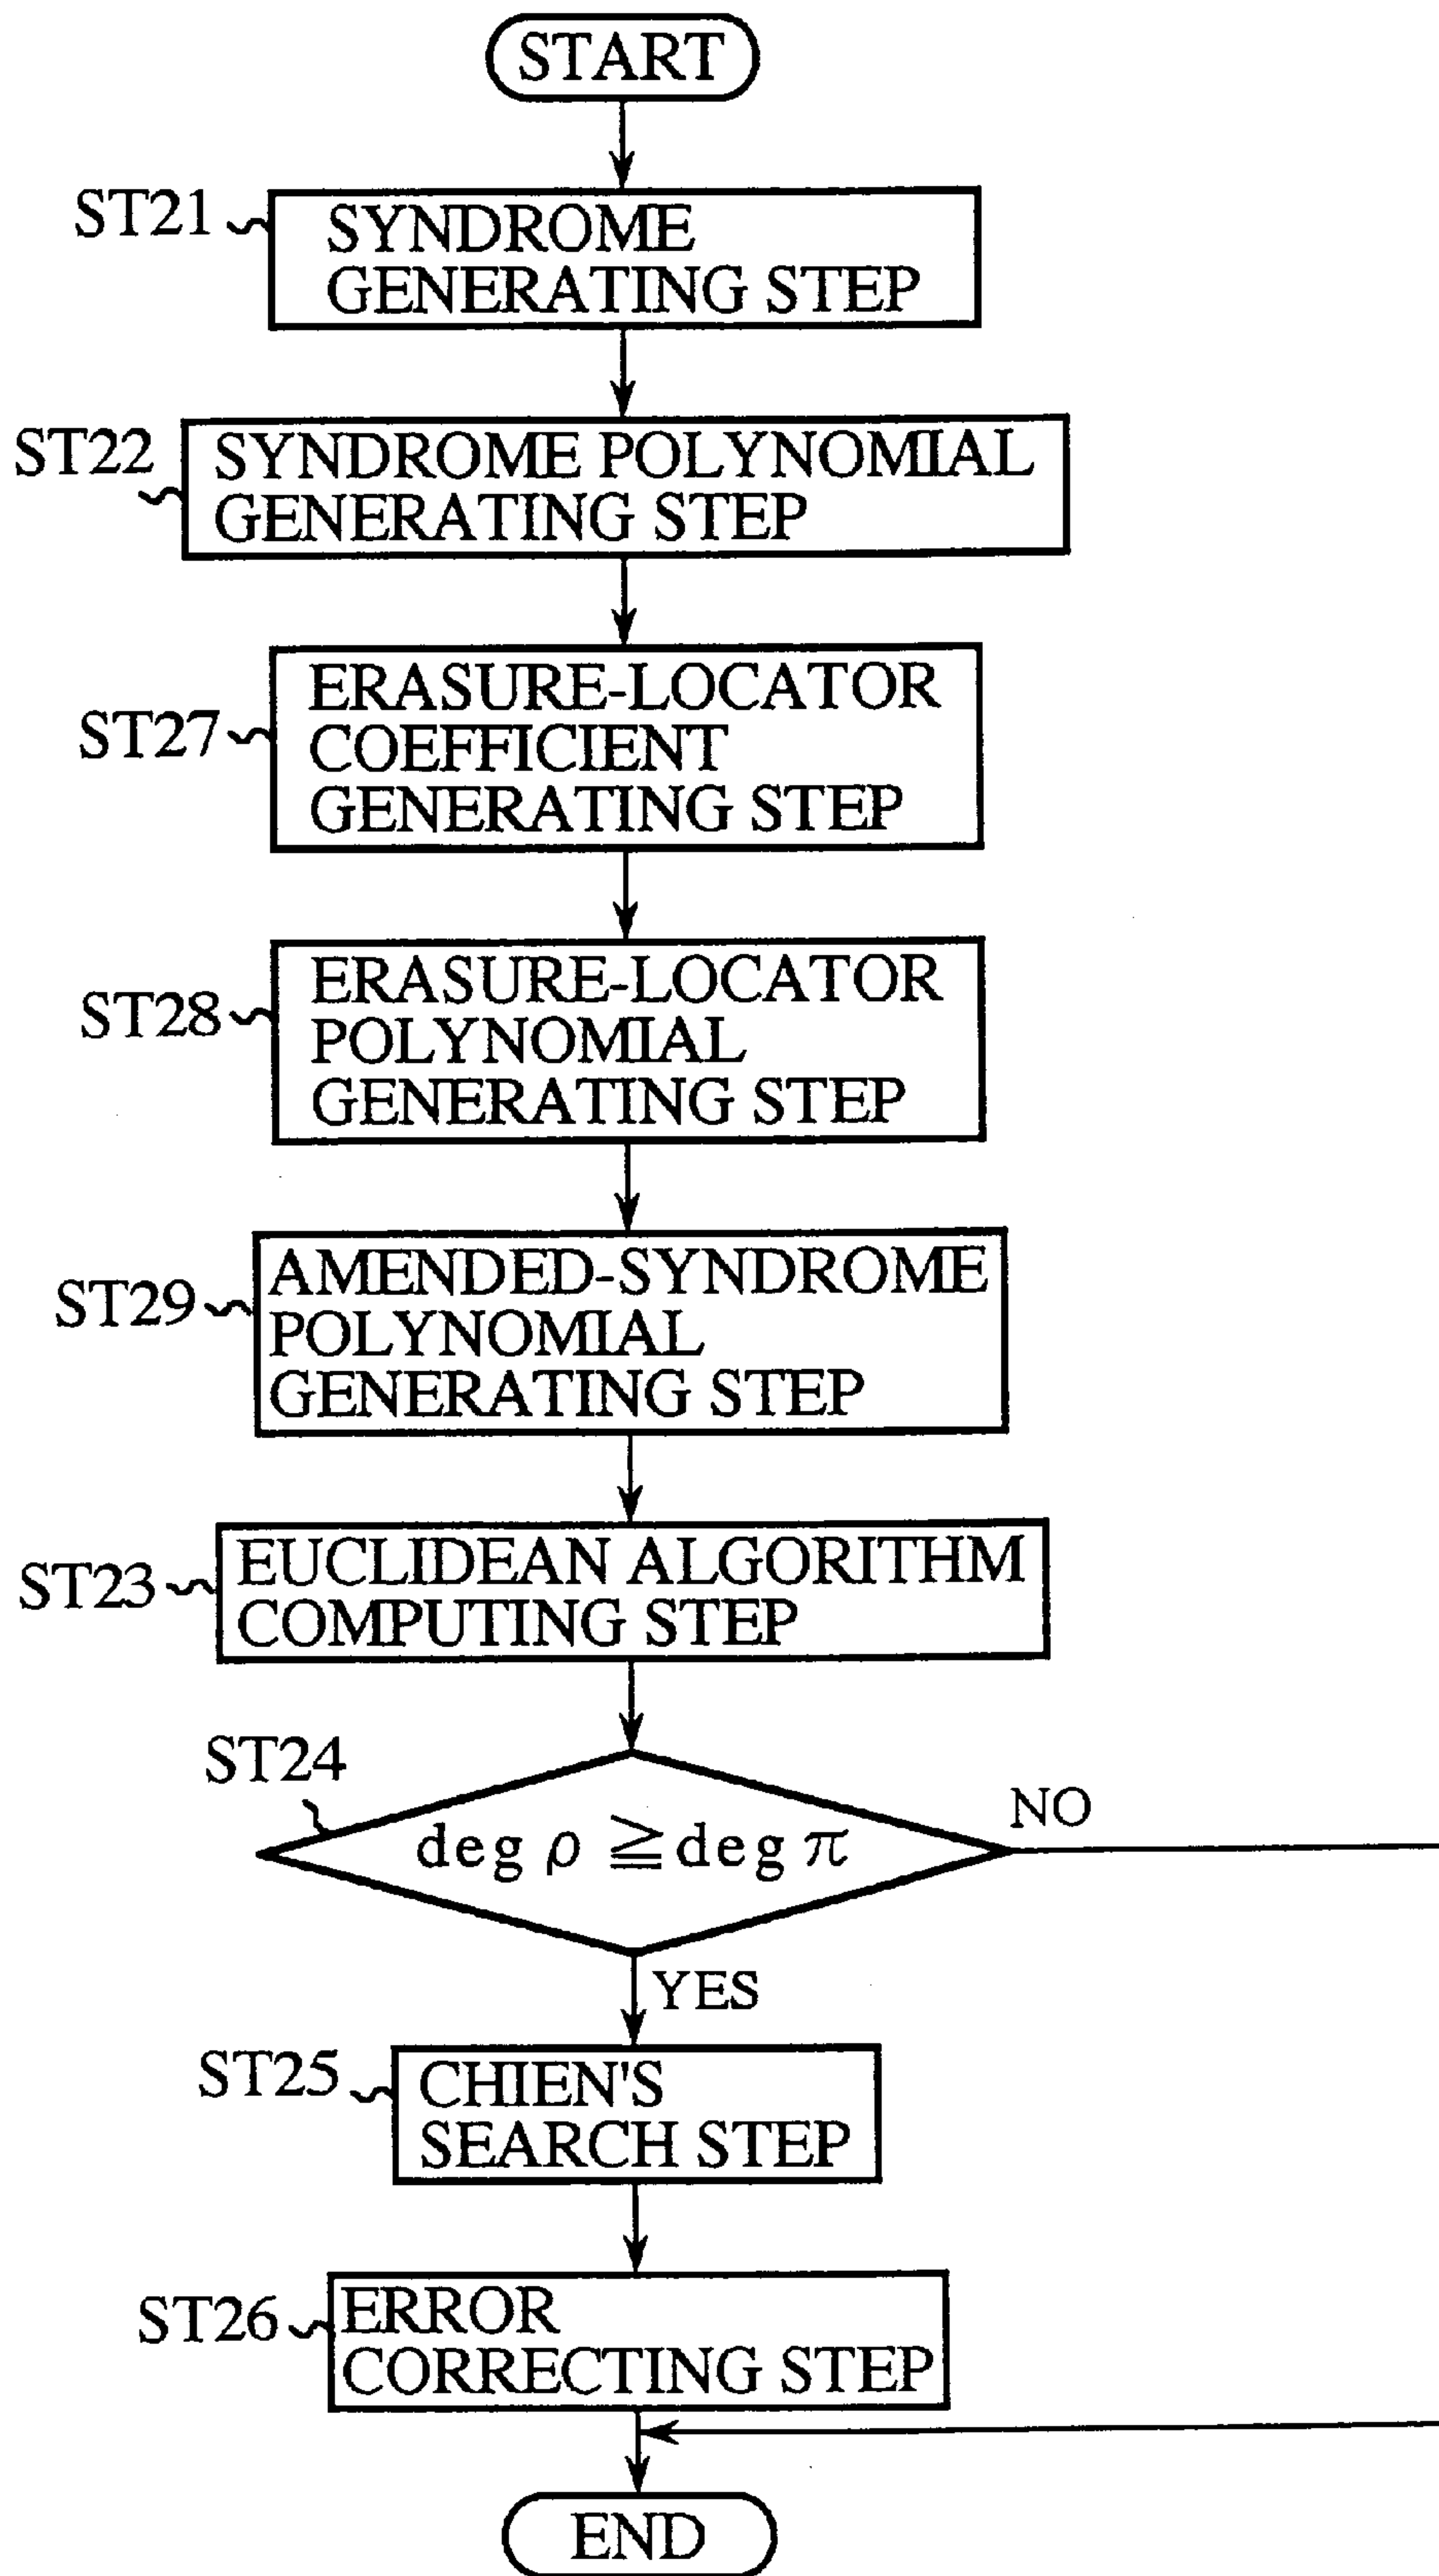 START
ST21
SYNDROME
GENERATING STEP
ST22
SYNDROME POLYNOMIAL
GENERATING STEP
ST27
ERASURE-LOCATOR
COEFFICIENT
GENERATING STEP
ST28
ERASURE-LOCATOR
POLYNOMIAL
GENERATING STEP
ST29
AMENDED-SYNDROME
POLYNOMIAL
GENERATING STEP
ST23
EUCLIDEAN ALGORITHM
COMPUTING STEP
ST24
deg ρ ≧ deg π
NO
YES
ST25
CHIEN'S
SEARCH STEP
ST26
ERROR
CORRECTING STEP
END